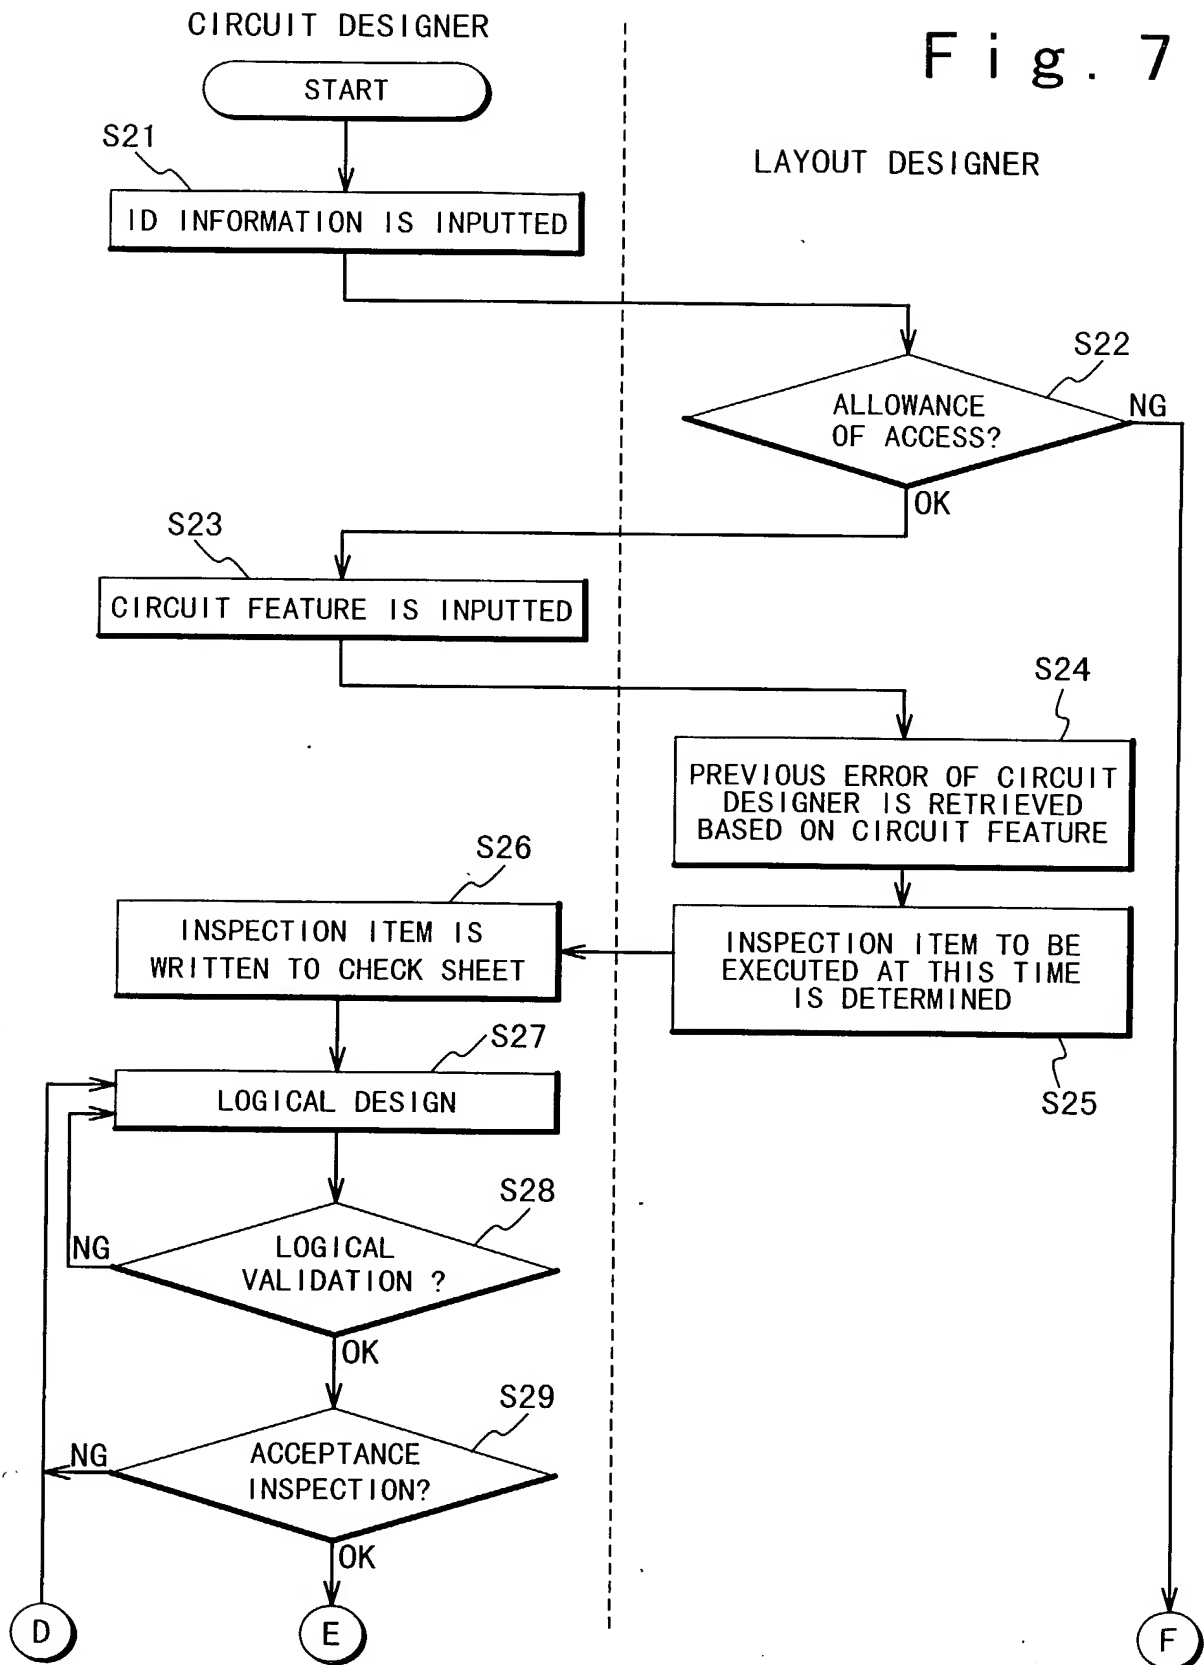 CIRCUIT DESIGNER
Fig. 7
START
S21
LAYOUT DESIGNER
ID INFORMATION IS INPUTTED
S22
ALLOWANCE
OF ACCESS?
NG
OK
S23
CIRCUIT FEATURE IS INPUTTED
S24
PREVIOUS ERROR OF CIRCUIT
DESIGNER IS RETRIEVED
BASED ON CIRCUIT FEATURE
S26
INSPECTION ITEM IS
WRITTEN TO CHECK SHEET
INSPECTION ITEM TO BE
EXECUTED AT THIS TIME
IS DETERMINED
S27
S25
LOGICAL DESIGN
S28
NG
LOGICAL
VALIDATION ?
OK
S29
NG
ACCEPTANCE
INSPECTION?
OK
D
E
F